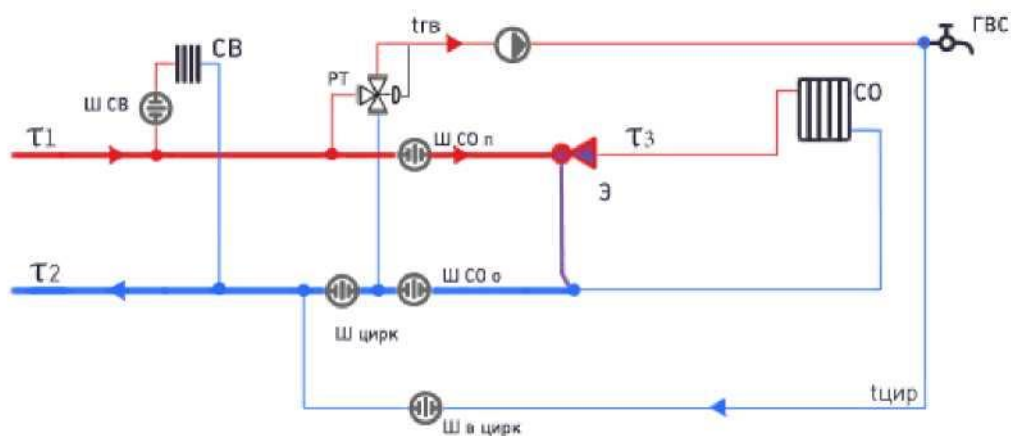 tгв
ГВС
СВ
РТ
СО
Ш СВ
τ1
Ш СО п
τ3
Э
τ2
Ш СО о
Ш цирк
tцир
Ш в цирк